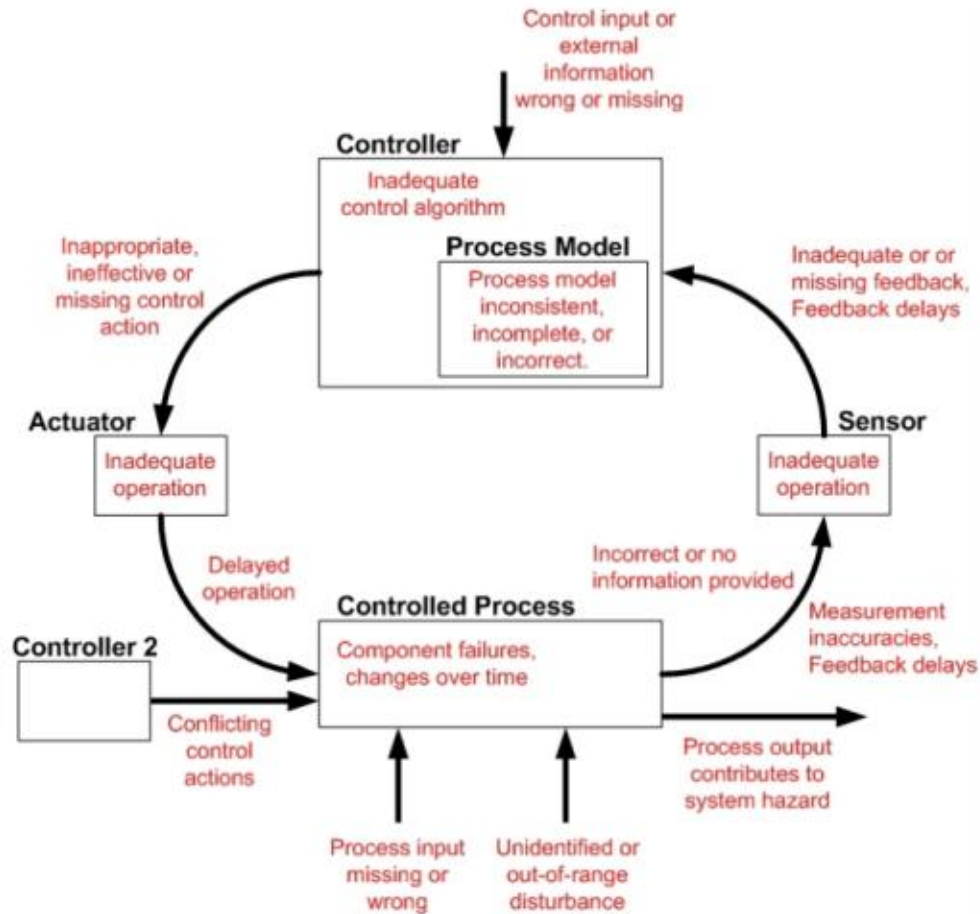 Control input or
external
information
wrong or missing
Controller
Inadequate
control algorithm
Process Model
Process model
inconsistent,
incomplete, or
incorrect.
Inappropriate,
ineffective or
missing control
action
Inadequate or or
missing feedback,
Feedback delays
Actuator
Inadequate
operation
Sensor
Inadequate
operation
Delayed
operation
Incorrect or no
information provided
Controlled Process
Component failures,
changes over time
Measurement
inaccuracies,
Feedback delays
Controller 2
Conflicting
control
actions
Process output
contributes to
system hazard
Process input
missing or
wrong
Unidentified or
out-of-range
disturbance